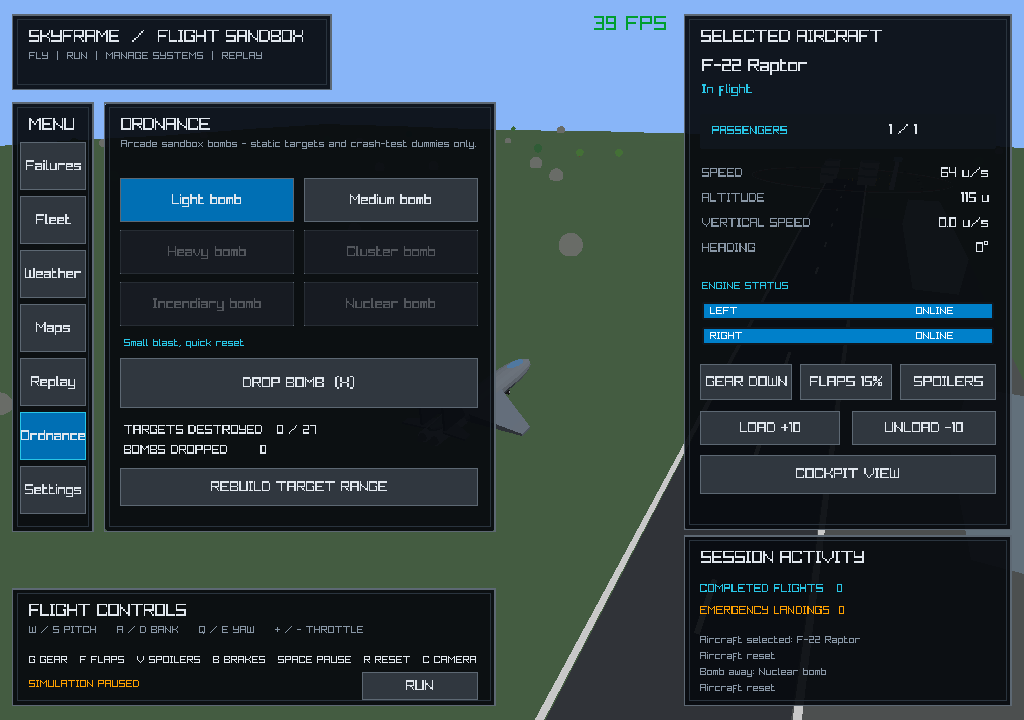 39 FPS
SKYFRAME / FLIGHT SANDBOX
FLY | RUN | MANAGE SYSTEMS | REPLAY
MENU
Failures
Fleet
Weather
Maps
Replay
Ordnance
Settings
ORDNANCE
Arcade sandbox bombs - static targets and crash-test dummies only.
Light bomb
Medium bomb
Heavy bomb
Cluster bomb
Incendiary bomb
Nuclear bomb
Small blast, quick reset
DROP BOMB (X)
TARGETS DESTROYED 0 / 27
BOMBS DROPPED 0
REBUILD TARGET RANGE
FLIGHT CONTROLS
W / S PITCH A / D BANK Q / E YAW + / - THROTTLE
G GEAR F FLAPS V SPOILERS B BRAKES SPACE PAUSE R RESET C CAMERA
SIMULATION PAUSED
RUN
SELECTED AIRCRAFT
F-22 Raptor
In flight
PASSENGERS 1 / 1
SPEED 64 u/s
ALTITUDE 115 u
VERTICAL SPEED 0.0 u/s
HEADING 0°
ENGINE STATUS
LEFT ONLINE
RIGHT ONLINE
GEAR DOWN
FLAPS 15%
SPOILERS
LOAD +10
UNLOAD -10
COCKPIT VIEW
SESSION ACTIVITY
COMPLETED FLIGHTS 0
EMERGENCY LANDINGS 0
Aircraft selected: F-22 Raptor
Aircraft reset
Bomb away: Nuclear bomb
Aircraft reset